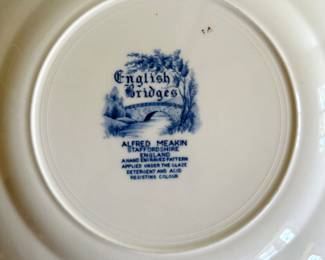 English
Bridges
ALFRED MEAKIN
STAFFORDSHIRE
ENGLAND
A HAND ENGRAVED PATTERN
APPLIED UNDER THE GLAZE
DETERGENT AND ACID
RESISTING COLOUR